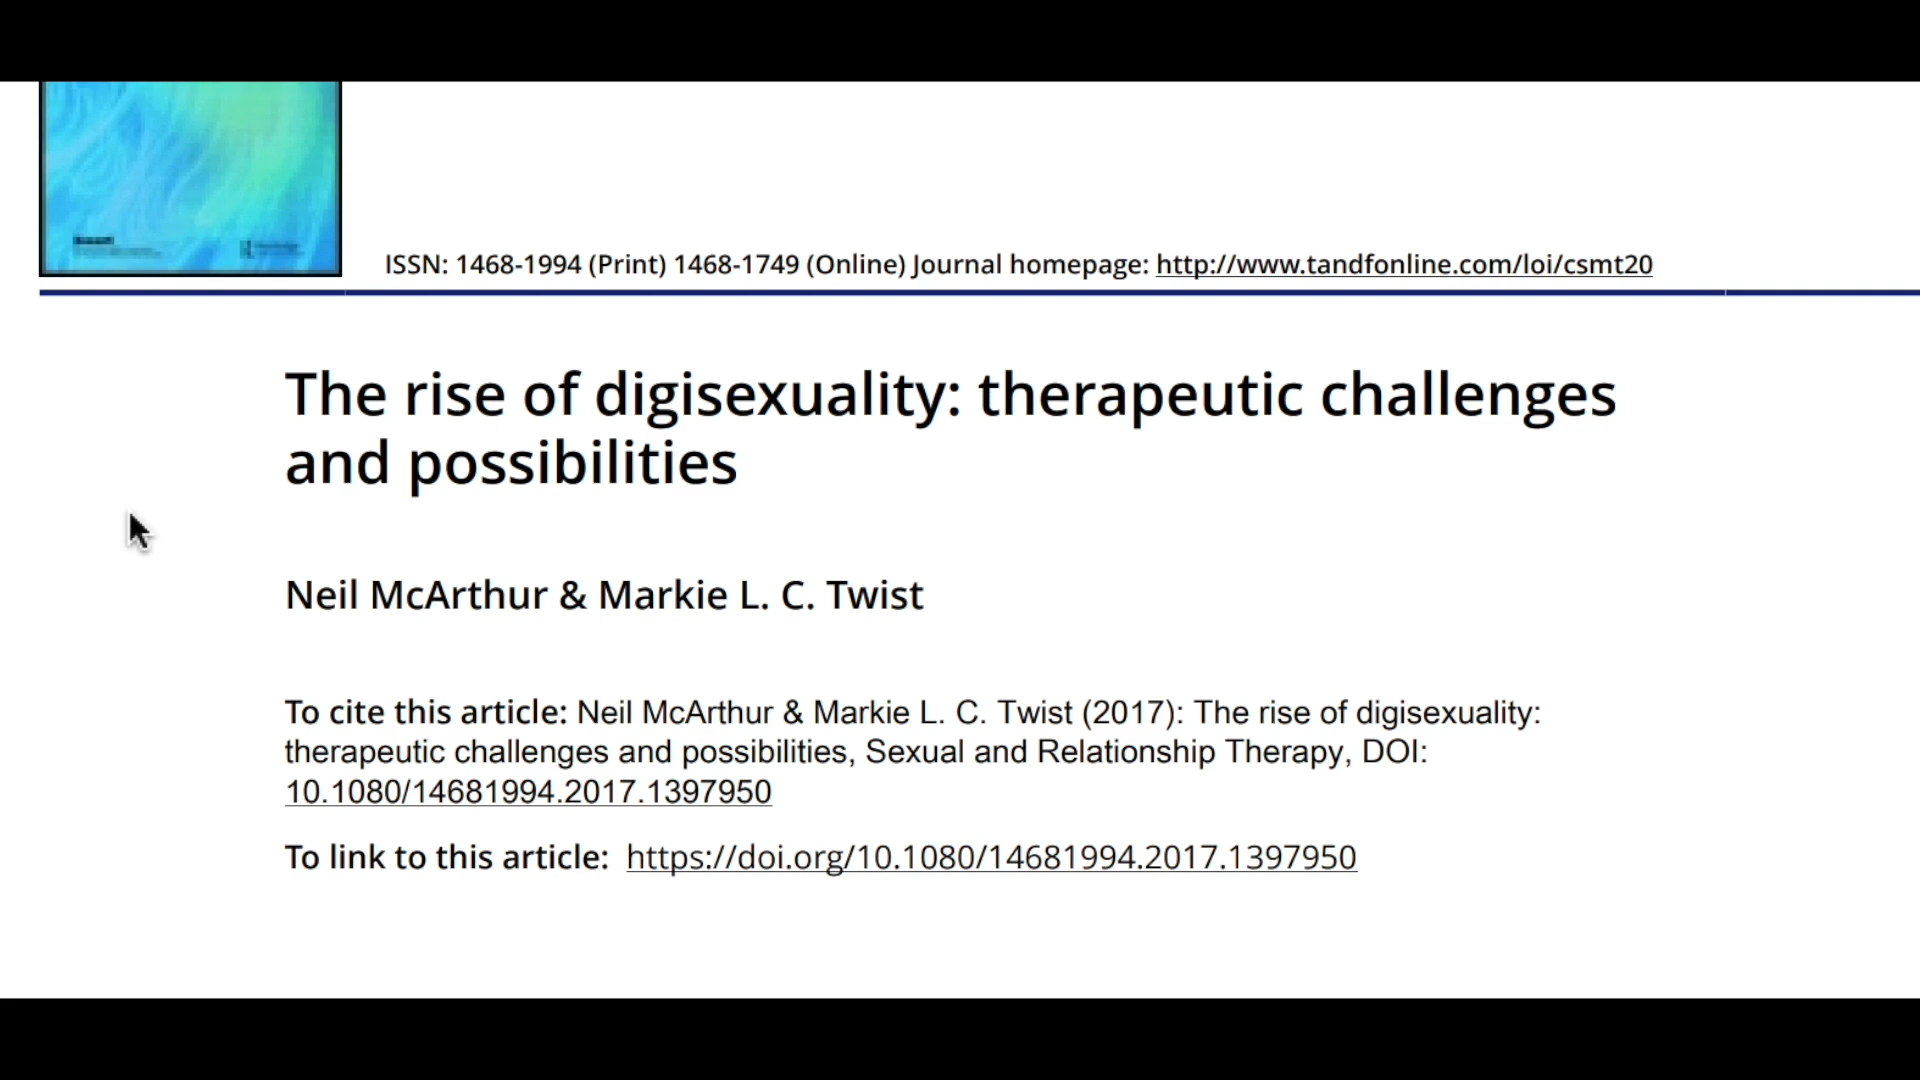 ISSN: 1468-1994 (Print) 1468-1749 (Online) Journal homepage: http://www.tandfonline.com/loi/csmt20
The rise of digisexuality: therapeutic challenges
and possibilities
Neil McArthur & Markie L. C. Twist
To cite this article: Neil McArthur & Markie L. C. Twist (2017): The rise of digisexuality:
therapeutic challenges and possibilities, Sexual and Relationship Therapy, DOI:
10.1080/14681994.2017.1397950
To link to this article: https://doi.org/10.1080/14681994.2017.1397950